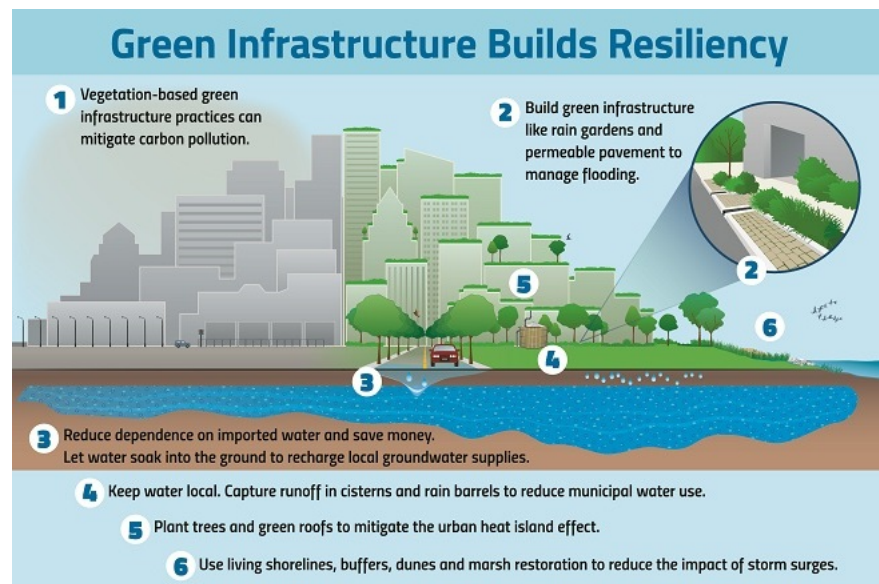 Green Infrastructure Builds Resiliency
1 Vegetation-based green
infrastructure practices can
mitigate carbon pollution.
2 Build green infrastructure
like rain gardens and
permeable pavement to
manage flooding.
2
5
6
4
3
3 Reduce dependence on imported water and save money.
Let water soak into the ground to recharge local groundwater supplies.
4 Keep water local. Capture runoff in cisterns and rain barrels to reduce municipal water use.
5 Plant trees and green roofs to mitigate the urban heat island effect.
6 Use living shorelines, buffers, dunes and marsh restoration to reduce the impact of storm surges.